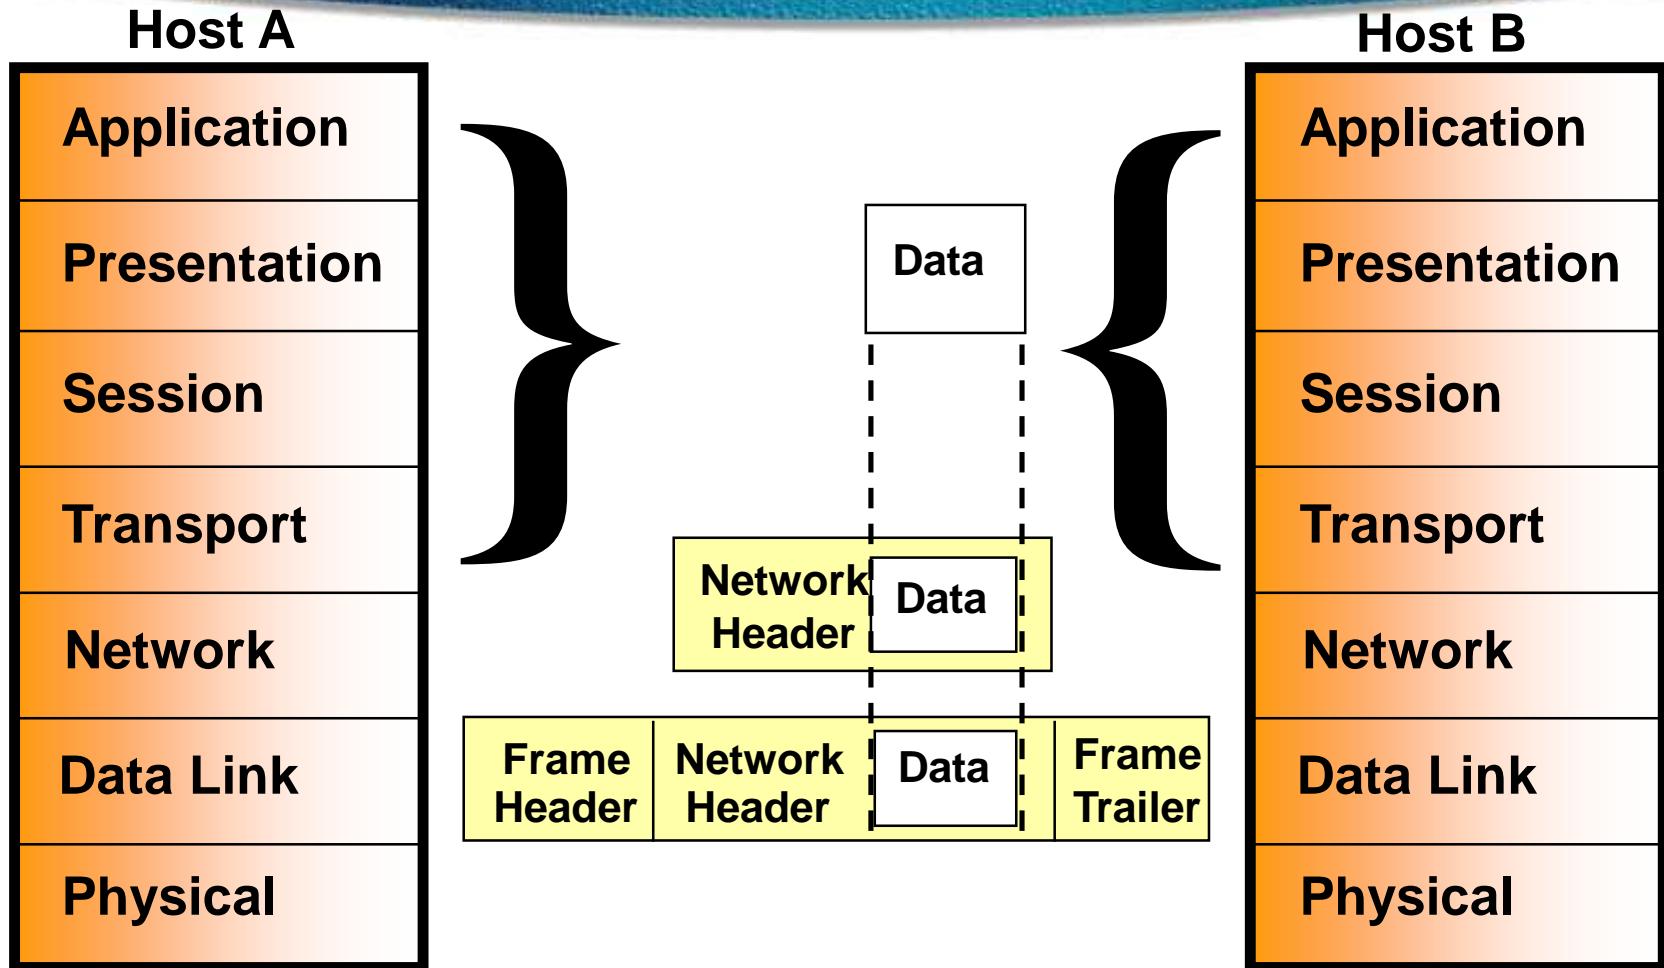 Host A
Host B
Application
Presentation
Session
Transport
Network
Data Link
Physical
Data
Network
Header
Data
Frame
Header
Network
Header
Data
Frame
Trailer
Application
Presentation
Session
Transport
Network
Data Link
Physical